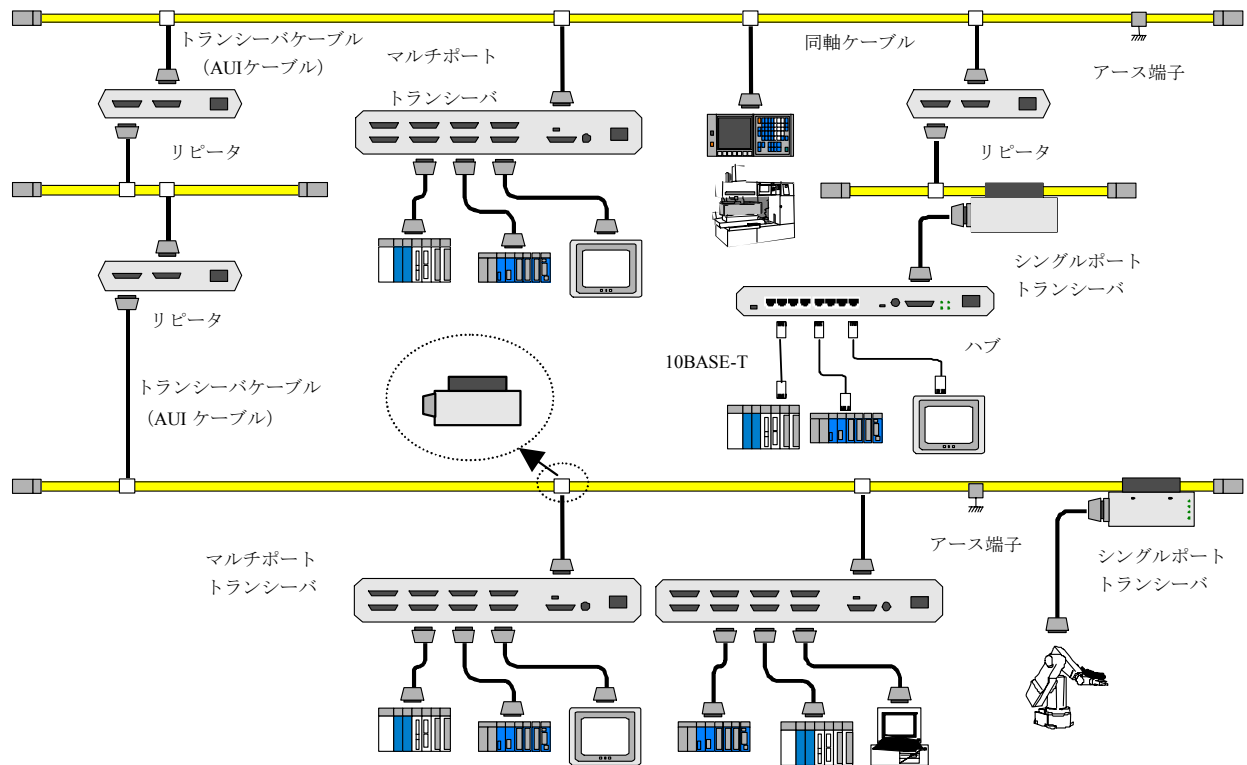 トランシーバケーブル
（AUIケーブル）
マルチポート
トランシーバ
同軸ケーブル
アース端子
リピータ
リピータ
シングルポート
トランシーバ
リピータ
ハブ
10BASE-T
トランシーバケーブル
（AUI ケーブル）
マルチポート
トランシーバ
アース端子
シングルポート
トランシーバ